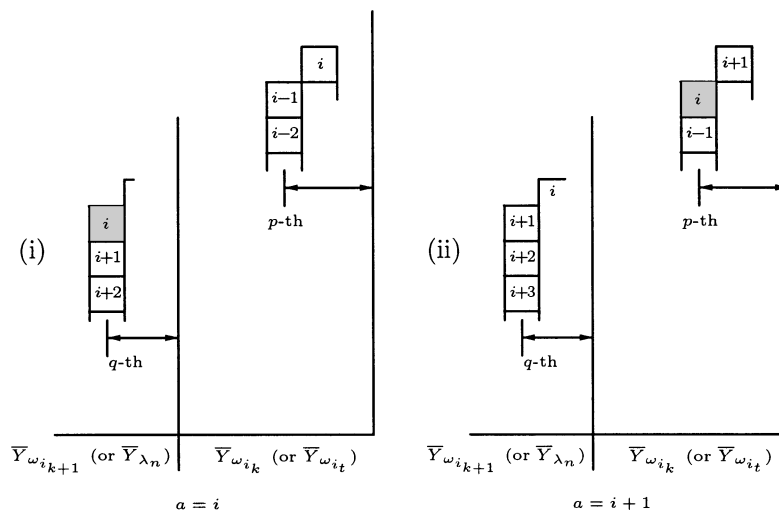 i
i+1
i−1
i
i−2
i−1
p-th
p-th
i
i
i+1
(i)
i+1
(ii)
i+2
i+2
i+3
q-th
q-th
Y̅_{ω_{i_{k+1}}} (or Y̅_{λ_n}) Y̅_{ω_{i_k}} (or Y̅_{ω_{i_t}})
Y̅_{ω_{i_{k+1}}} (or Y̅_{λ_n}) Y̅_{ω_{i_k}} (or Y̅_{ω_{i_t}})
a = i
a = i + 1